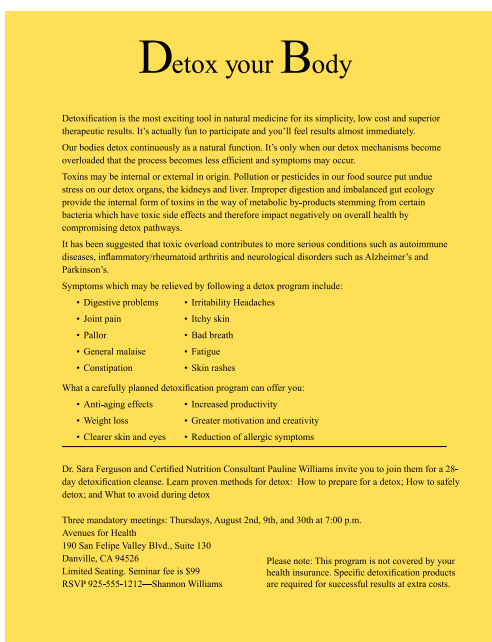 Detox your Body
Detoxification is the most exciting tool in natural medicine for its simplicity, low cost and superior
therapeutic results. It's actually fun to participate and you'll feel results almost immediately.
Our bodies detox continuously as a natural function. It's only when our detox mechanisms become
overloaded that the process becomes less efficient and symptoms may occur.
Toxins may be internal or external in origin. Pollution or pesticides in our food source put undue
stress on our detox organs, the kidneys and liver. Improper digestion and imbalanced gut ecology
provide the internal form of toxins in the way of metabolic by-products stemming from certain
bacteria which have toxic side effects and therefore impact negatively on overall health by
compromising detox pathways.
It has been suggested that toxic overload contributes to more serious conditions such as autoimmune
diseases, inflammatory/rheumatoid arthritis and neurological disorders such as Alzheimer's and
Parkinson's.
Symptoms which may be relieved by following a detox program include:
• Digestive problems • Irritability Headaches
• Joint pain • Itchy skin
• Pallor • Bad breath
• General malaise • Fatigue
• Constipation • Skin rashes
What a carefully planned detoxification program can offer you:
• Anti-aging effects • Increased productivity
• Weight loss • Greater motivation and creativity
• Clearer skin and eyes • Reduction of allergic symptoms
Dr. Sara Ferguson and Certified Nutrition Consultant Pauline Williams invite you to join them for a 28-
day detoxification cleanse. Learn proven methods for detox: How to prepare for a detox; How to safely
detox; and What to avoid during detox
Three mandatory meetings: Thursdays, August 2nd, 9th, and 30th at 7:00 p.m.
Avenues for Health
190 San Felipe Valley Blvd., Suite 130
Danville, CA 94526
Limited Seating. Seminar fee is $99
RSVP 925-555-1212—Shannon Williams
Please note: This program is not covered by your
health insurance. Specific detoxification products
are required for successful results at extra costs.